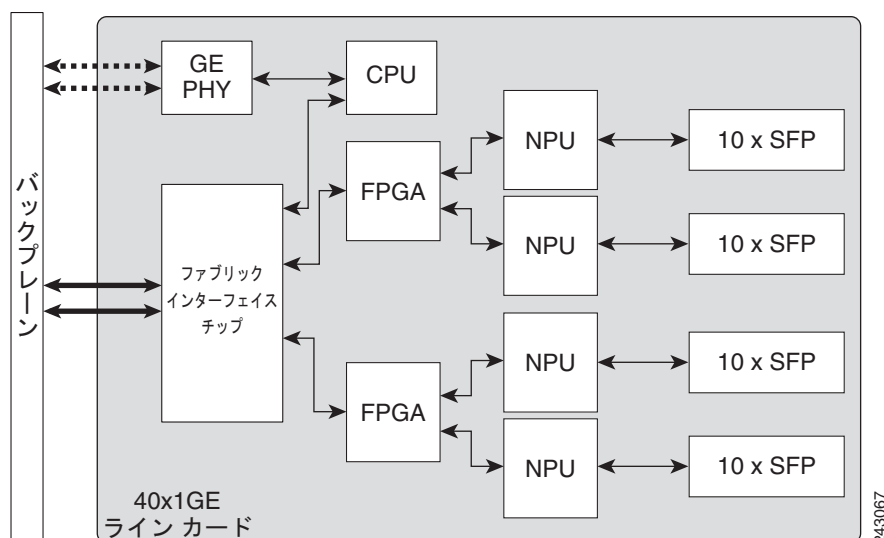 バックプレーン
GE
PHY
CPU
ファブリック
インターフェイス
チップ
FPGA
FPGA
NPU
NPU
NPU
NPU
10 x SFP
10 x SFP
10 x SFP
10 x SFP
40x1GE
ライン カード
243067